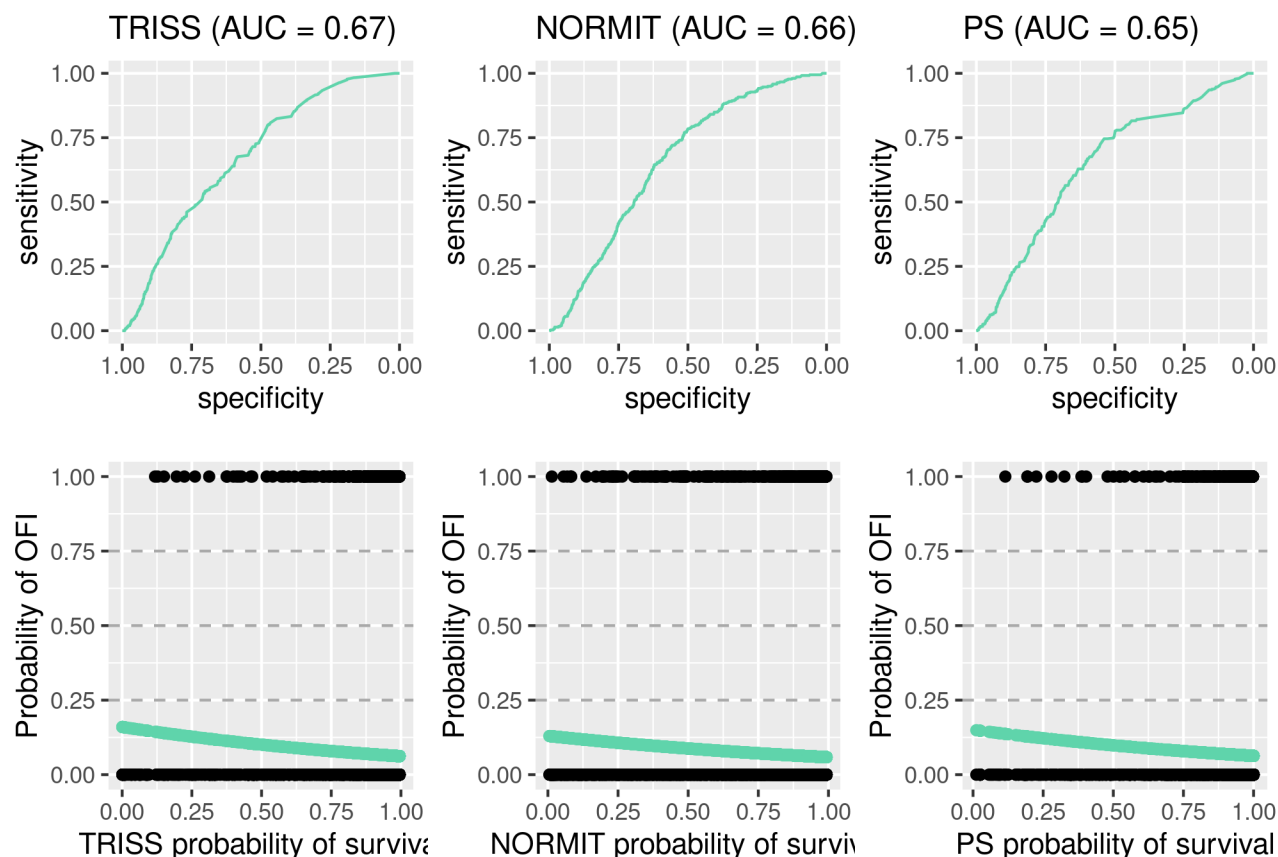 TRISS (AUC = 0.67)
1.00
0.75
0.50
0.25
0.00
sensitivity
1.00 0.75 0.50 0.25 0.00
specificity
NORMIT (AUC = 0.66)
1.00
0.75
0.50
0.25
0.00
sensitivity
1.00 0.75 0.50 0.25 0.00
specificity
PS (AUC = 0.65)
1.00
0.75
0.50
0.25
0.00
sensitivity
1.00 0.75 0.50 0.25 0.00
specificity
1.00
0.75
0.50
0.25
0.00
Probability of OFI
0.00 0.25 0.50 0.75 1.00
TRISS probability of surviva
1.00
0.75
0.50
0.25
0.00
Probability of OFI
0.00 0.25 0.50 0.75 1.00
NORMIT probability of surviv
1.00
0.75
0.50
0.25
0.00
Probability of OFI
0.00 0.25 0.50 0.75 1.00
PS probability of survival